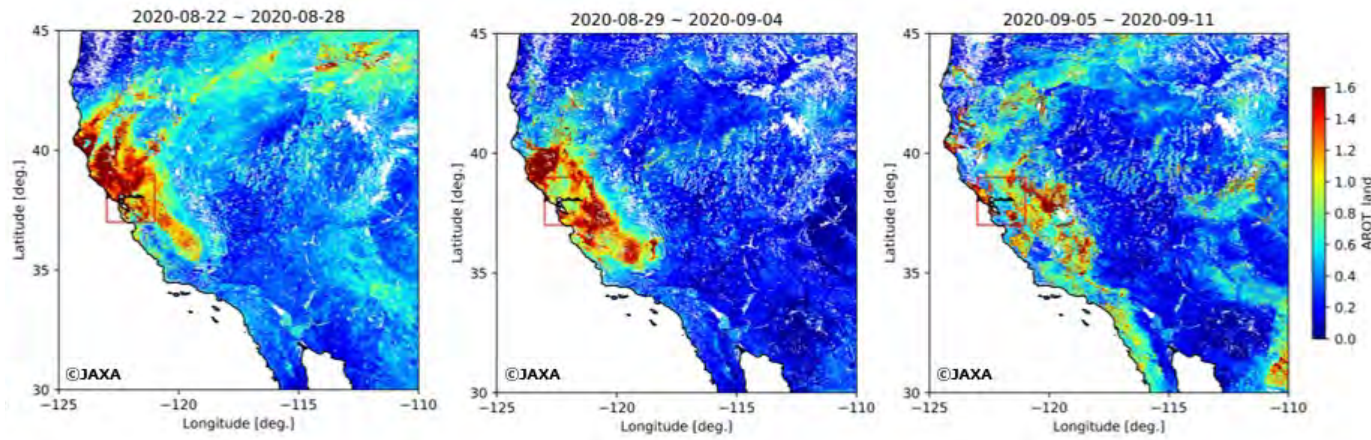 2020-08-22 ~ 2020-08-28
45
40
35
30
Latitude [deg.]
©JAXA
−125 −120 −115 −110
Longitude [deg.]
2020-08-29 ~ 2020-09-04
45
40
35
30
Latitude [deg.]
©JAXA
−125 −120 −115 −110
Longitude [deg.]
2020-09-05 ~ 2020-09-11
45
40
35
30
Latitude [deg.]
©JAXA
−125 −120 −115 −110
Longitude [deg.]
1.6
1.4
1.2
1.0
0.8
0.6
0.4
0.2
0.0
AROT_land